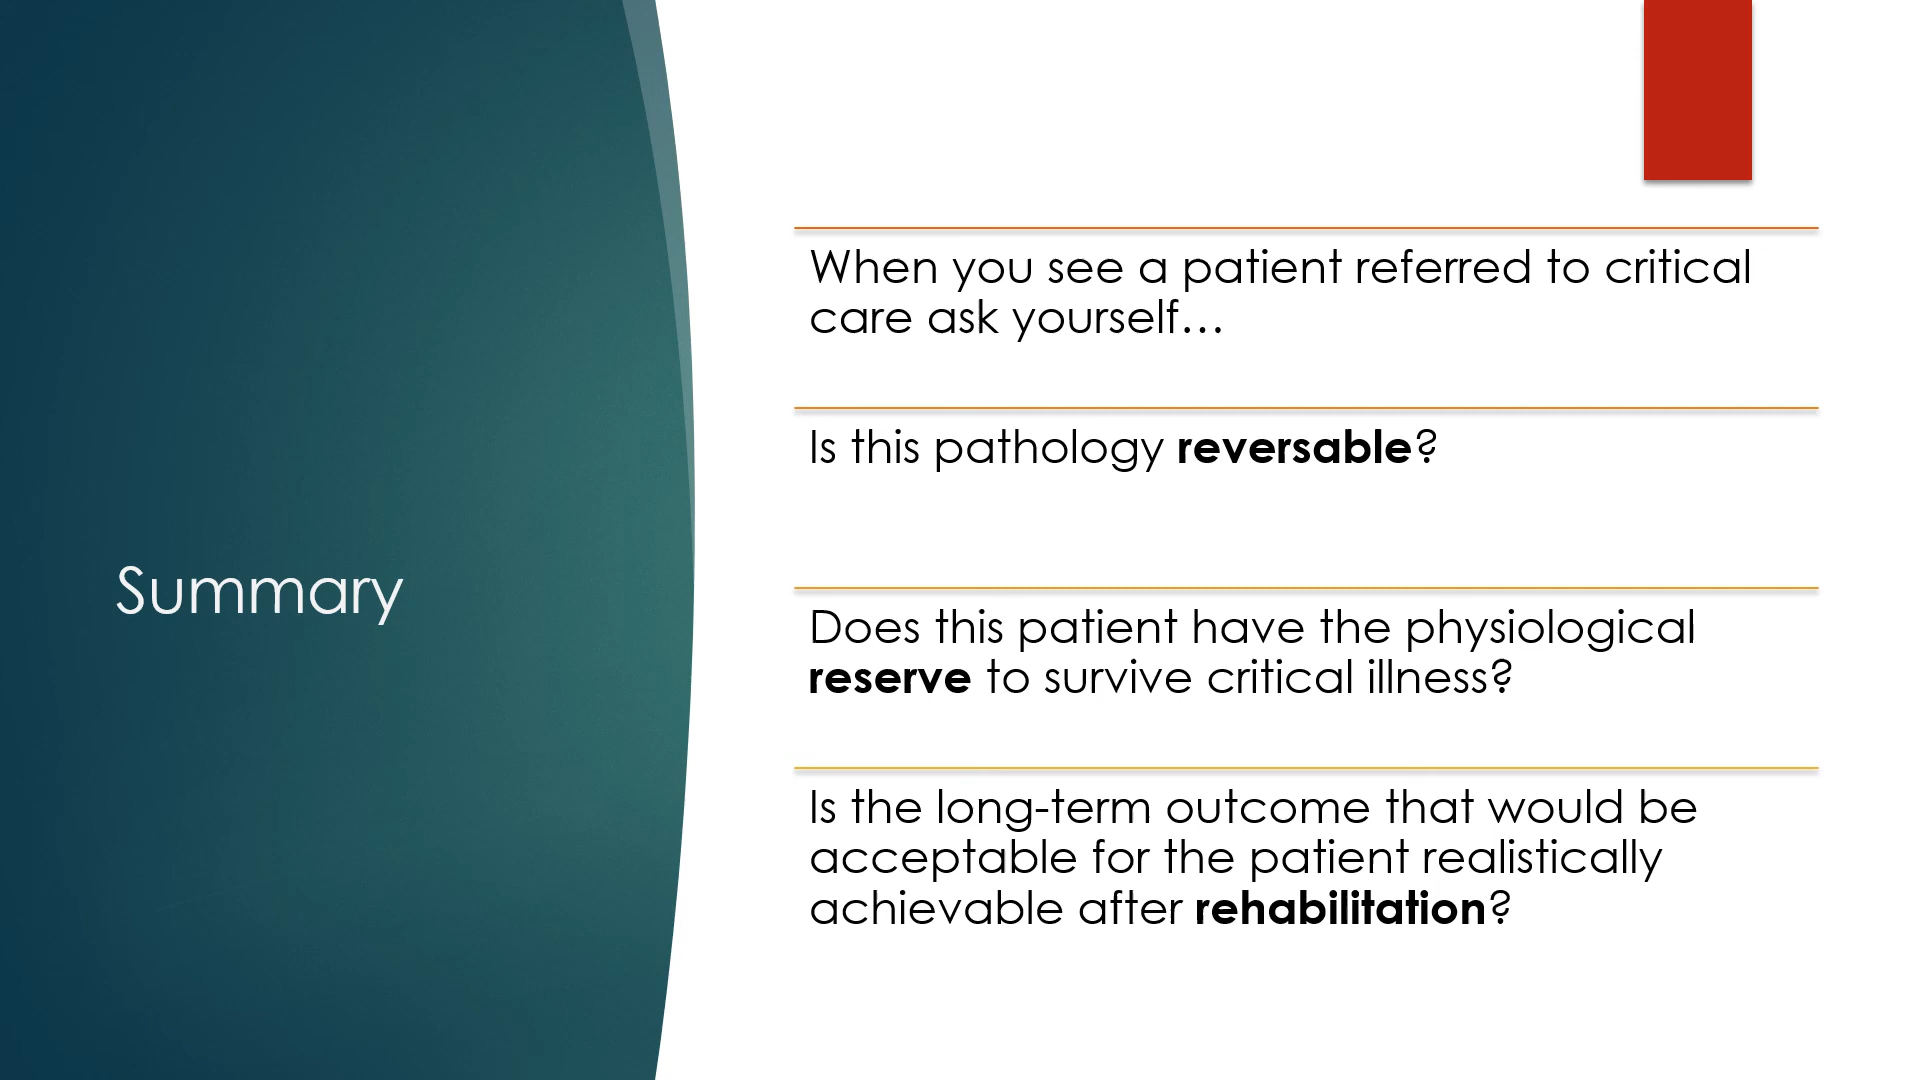 Summary
When you see a patient referred to critical
care ask yourself…
Is this pathology reversable?
Does this patient have the physiological
reserve to survive critical illness?
Is the long-term outcome that would be
acceptable for the patient realistically
achievable after rehabilitation?